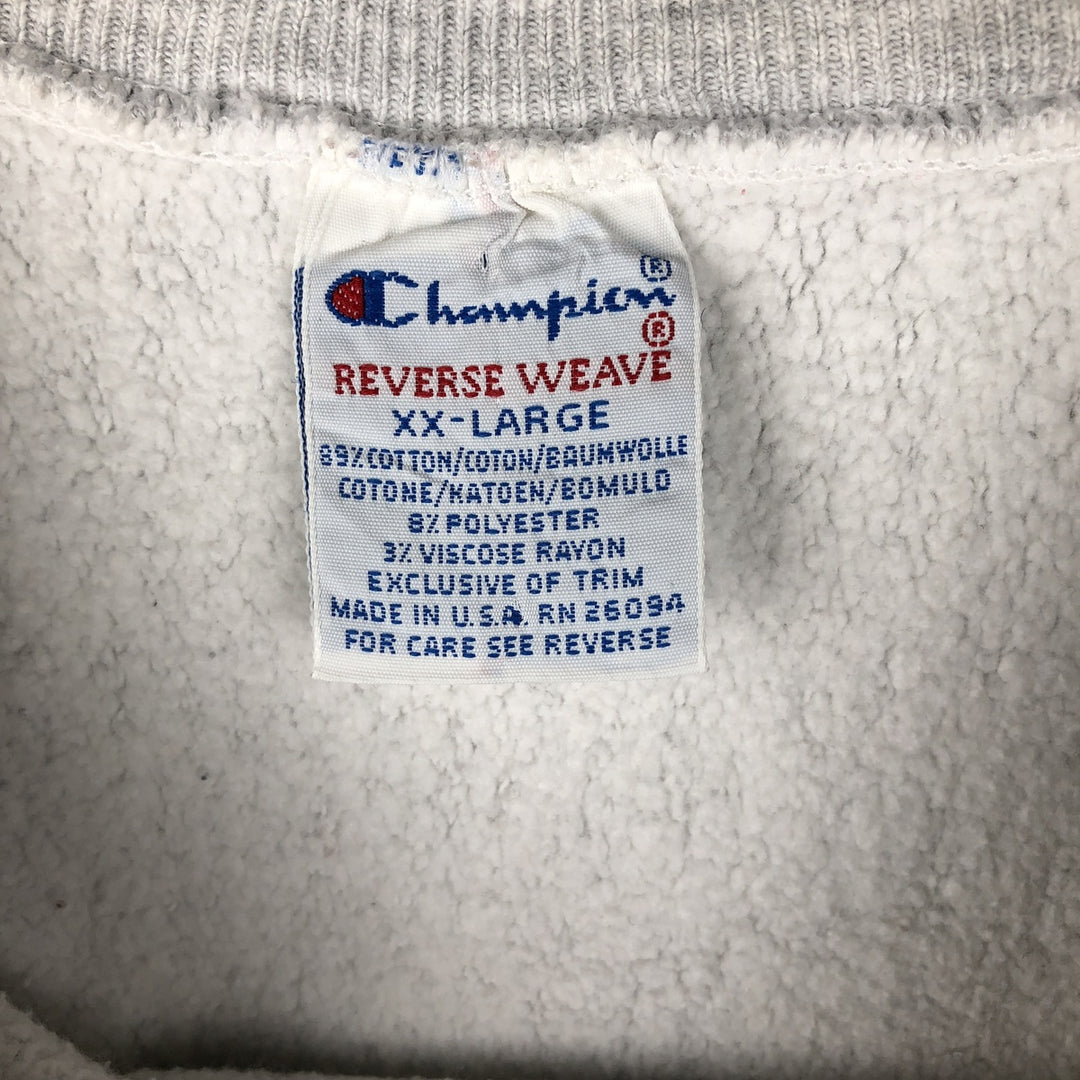 Champion®
REVERSE WEAVE®
XX-LARGE
89% COTTON/COTON/BAUMWOLLE
COTONE/KATOEN/BOMULD
8% POLYESTER
3% VISCOSE RAYON
EXCLUSIVE OF TRIM
MADE IN U.S.A. RN 26094
FOR CARE SEE REVERSE